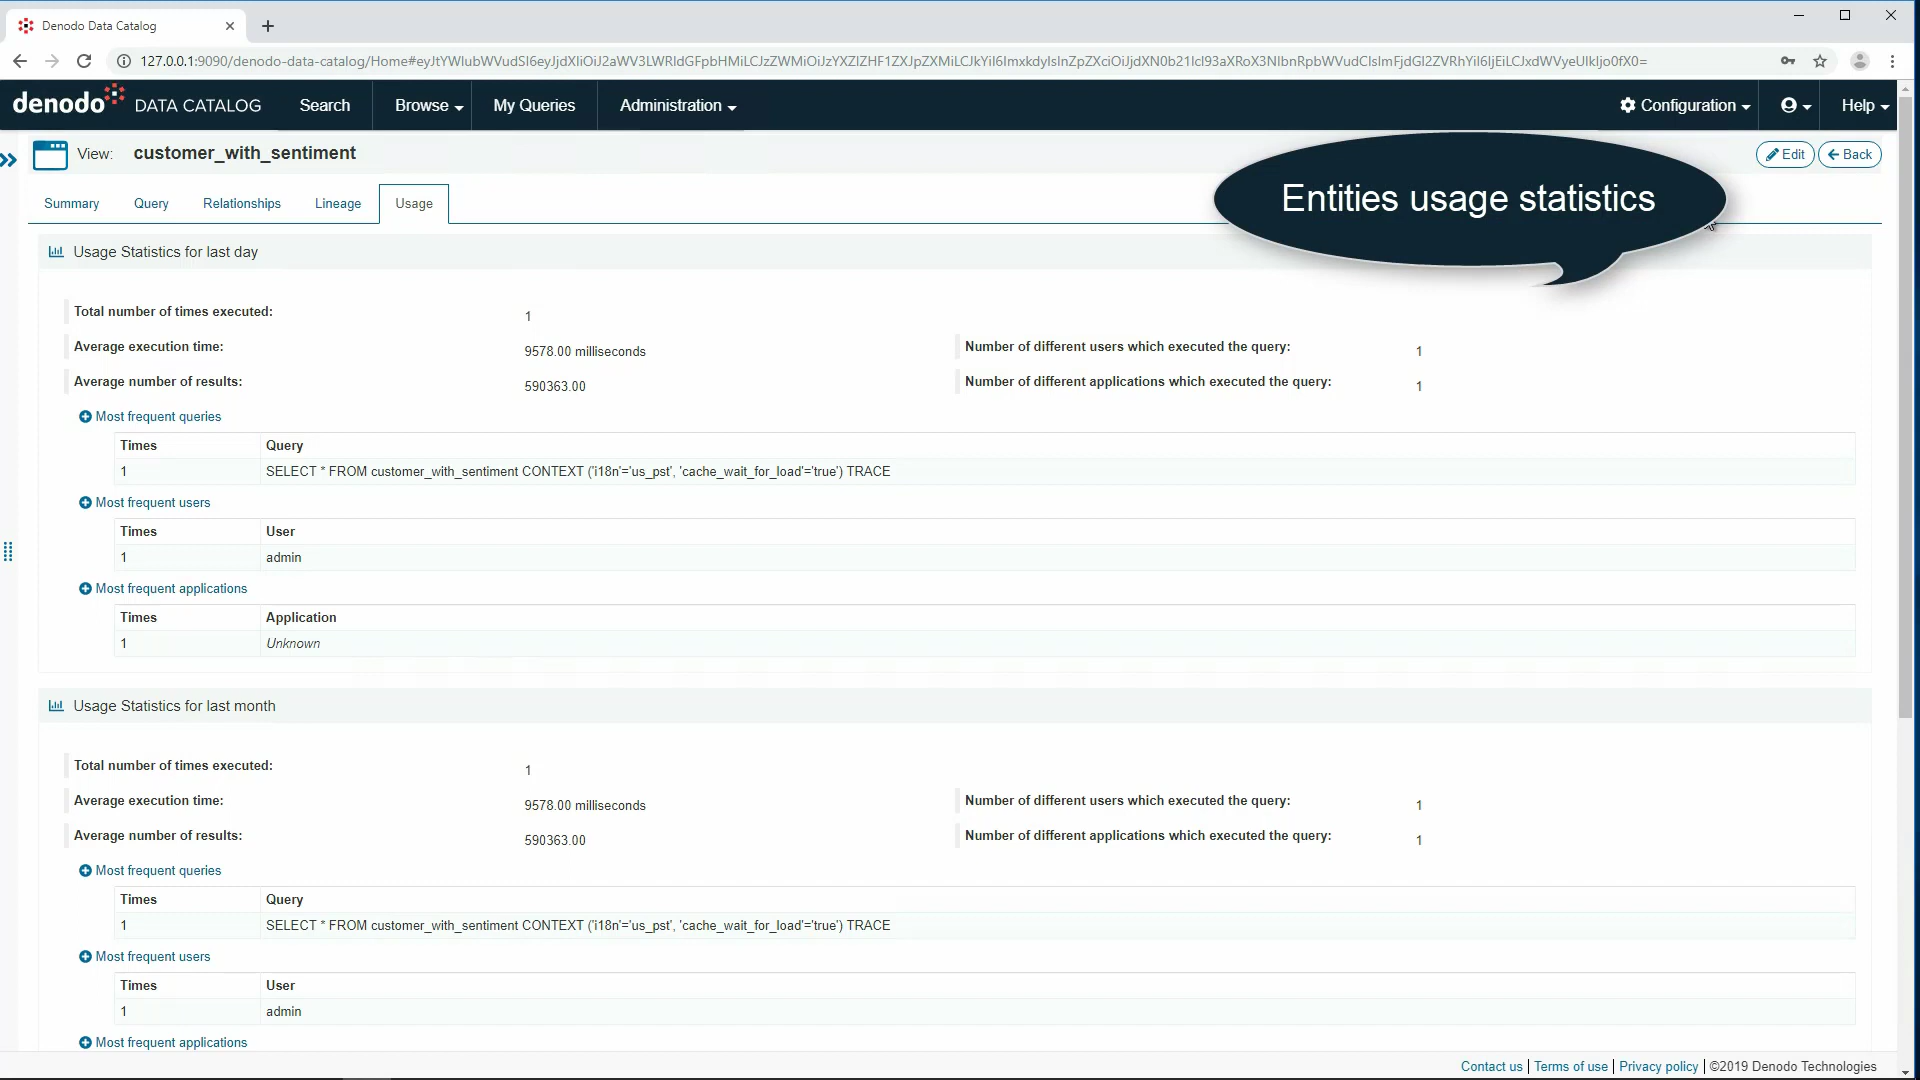 Denodo Data Catalog
127.0.0.1:9090/denodo-data-catalog/Home#
denodo DATA CATALOG Search Browse My Queries Administration Configuration Help
View: customer_with_sentiment Edit Back
Entities usage statistics
Summary Query Relationships Lineage Usage
Usage Statistics for last day
Total number of times executed: 1
Average execution time: 9578.00 milliseconds Number of different users which executed the query: 1
Average number of results: 590363.00 Number of different applications which executed the query: 1
Most frequent queries
Times Query
1 SELECT * FROM customer_with_sentiment CONTEXT ('i18n'='us_pst', 'cache_wait_for_load'='true') TRACE
Most frequent users
Times User
1 admin
Most frequent applications
Times Application
1 Unknown
Usage Statistics for last month
Total number of times executed: 1
Average execution time: 9578.00 milliseconds Number of different users which executed the query: 1
Average number of results: 590363.00 Number of different applications which executed the query: 1
Most frequent queries
Times Query
1 SELECT * FROM customer_with_sentiment CONTEXT ('i18n'='us_pst', 'cache_wait_for_load'='true') TRACE
Most frequent users
Times User
1 admin
Most frequent applications
Contact us | Terms of use | Privacy policy | ©2019 Denodo Technologies